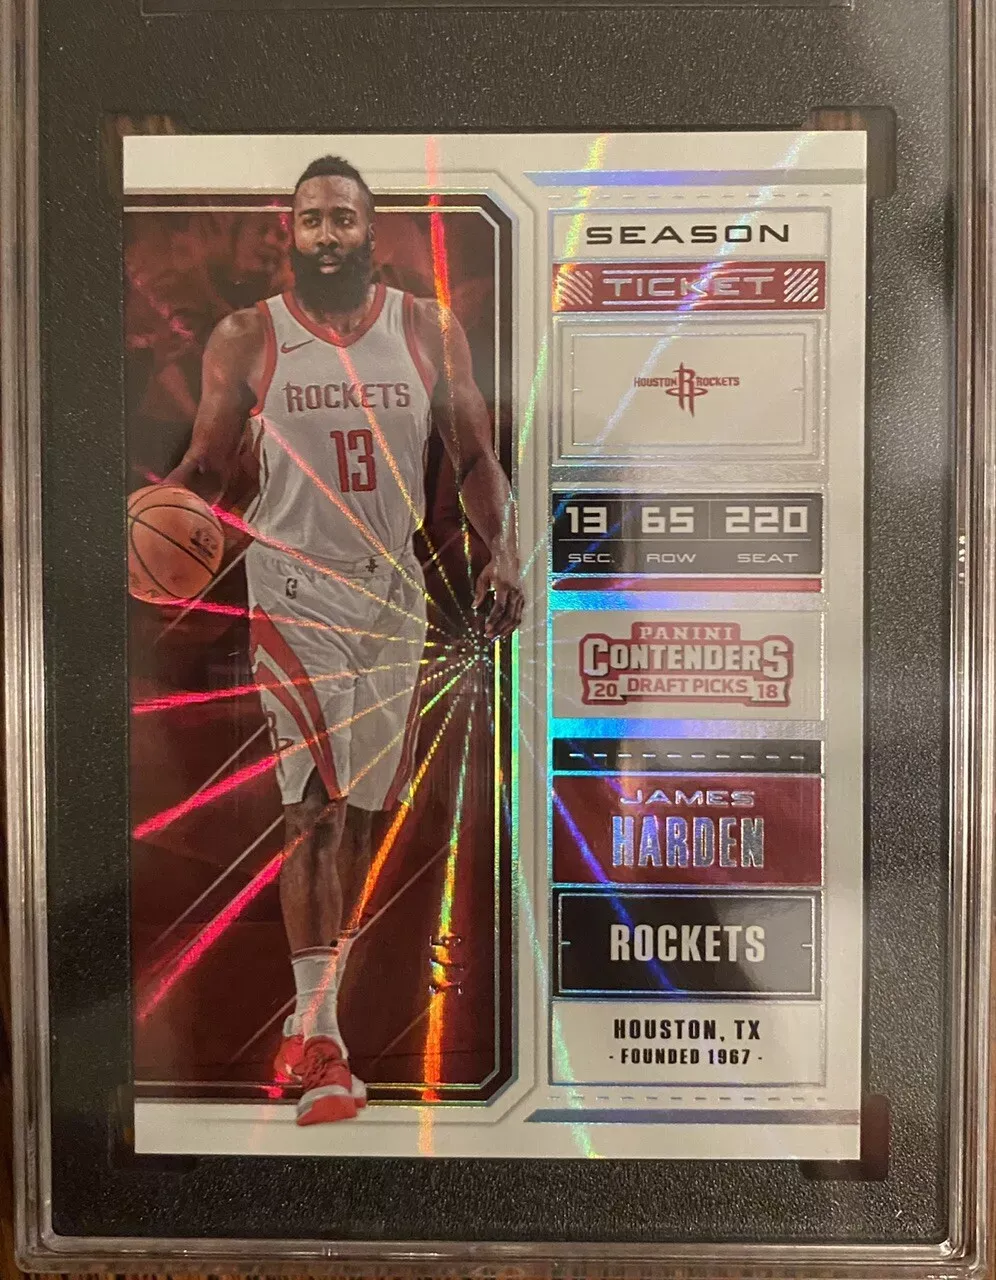 SEASON
TICKET
HOUSTON R ROCKETS
ROCKETS
13
13 65 220
SEC. ROW SEAT
PANINI
CONTENDERS
20 DRAFT PICKS 18
JAMES
HARDEN
ROCKETS
HOUSTON, TX
- FOUNDED 1967 -